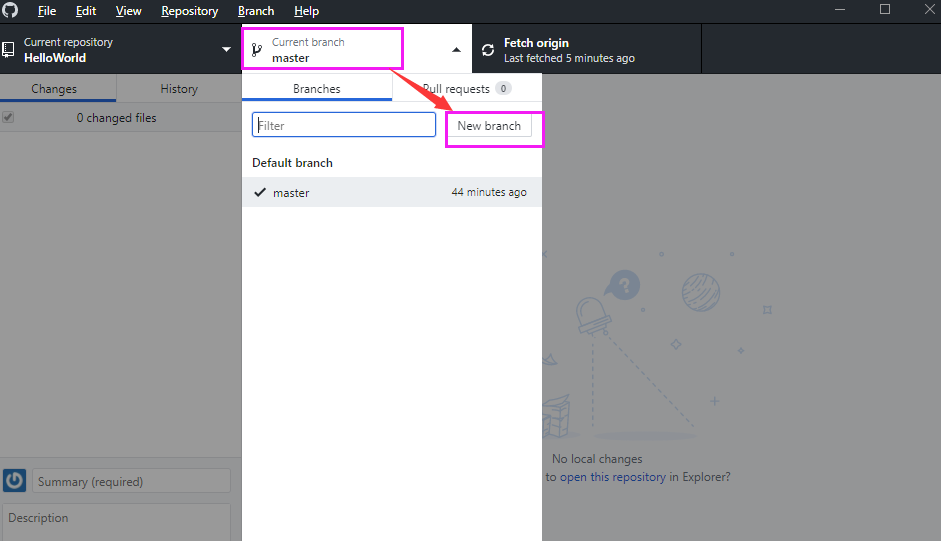 File Edit View Repository Branch Help
Current repository
HelloWorld
Current branch
master
Fetch origin
Last fetched 5 minutes ago
Changes
History
Branches
Pull requests 0
0 changed files
Filter
New branch
Default branch
master 44 minutes ago
?
No local changes
to open this repository in Explorer?
Summary (required)
Description